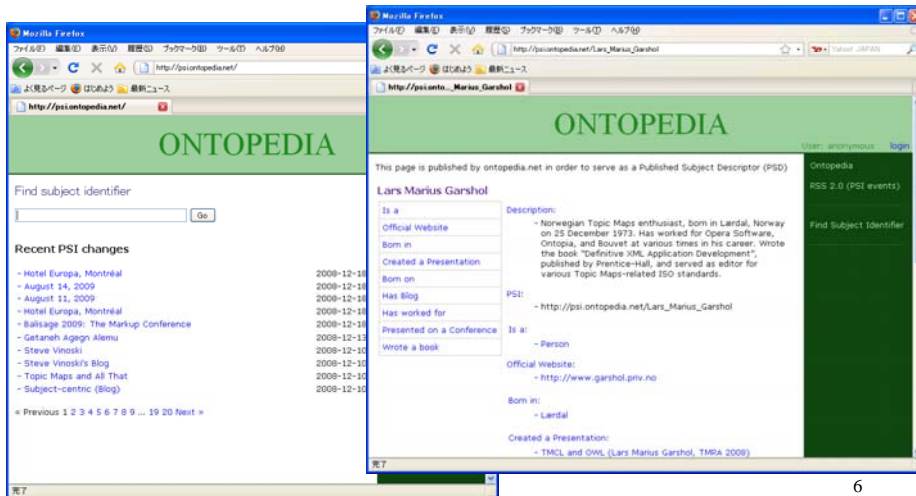 Mozilla Firefox
ファイル(F) 編集(E) 表示(V) 履歴(S) ブックマーク(B) ツール(T) ヘルプ(H)
http://psi.ontopedia.net/
よく見るページ はじめよう 最新ニュース
http://psi.ontopedia.net/
ONTOPEDIA
Find subject identifier
Go
Recent PSI changes
- Hotel Europa, Montréal 2008-12-18
- August 14, 2009 2008-12-18
- August 11, 2009 2008-12-18
- Hotel Europa, Montréal 2008-12-18
- Balisage 2009: The Markup Conference 2008-12-18
- Getaneh Agegn Alemu 2008-12-13
- Steve Vinoski 2008-12-10
- Steve Vinoski's Blog 2008-12-10
- Topic Maps and All That 2008-12-10
- Subject-centric (Blog) 2008-12-10
« Previous 1 2 3 4 5 6 7 8 9 ... 19 20 Next »
完了
Mozilla Firefox
ファイル(F) 編集(E) 表示(V) 履歴(S) ブックマーク(B) ツール(T) ヘルプ(H)
http://psi.ontopedia.net/Lars_Marius_Garshol
Yahoo! JAPAN
よく見るページ はじめよう 最新ニュース
http://psi.onto..._Marius_Garshol
ONTOPEDIA
User: anonymous login
This page is published by ontopedia.net in order to serve as a Published Subject Descriptor (PSD)
Lars Marius Garshol
Is a
Official Website
Born in
Created a Presentation
Born on
Has Blog
Has worked for
Presented on a Conference
Wrote a book
Description:
- Norwegian Topic Maps enthusiast, born in Lærdal, Norway
on 25 December 1973. Has worked for Opera Software,
Ontopia, and Bouvet at various times in his career. Wrote
the book "Definitive XML Application Development",
published by Prentice-Hall, and served as editor for
various Topic Maps-related ISO standards.
PSI:
- http://psi.ontopedia.net/Lars_Marius_Garshol
Is a:
- Person
Official Website:
- http://www.garshol.priv.no
Born in:
- Lærdal
Created a Presentation:
- TMCL and OWL (Lars Marius Garshol, TMRA 2008)
Ontopedia
RSS 2.0 (PSI events)
Find Subject Identifier
完了
6